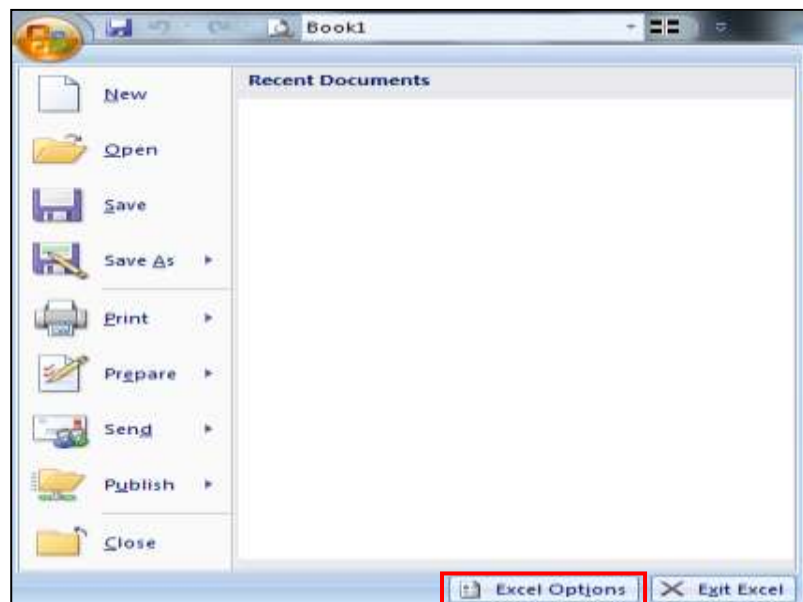 Book1
Recent Documents
New
Open
Save
Save As
Print
Prepare
Send
Publish
Close
Excel Options
Exit Excel